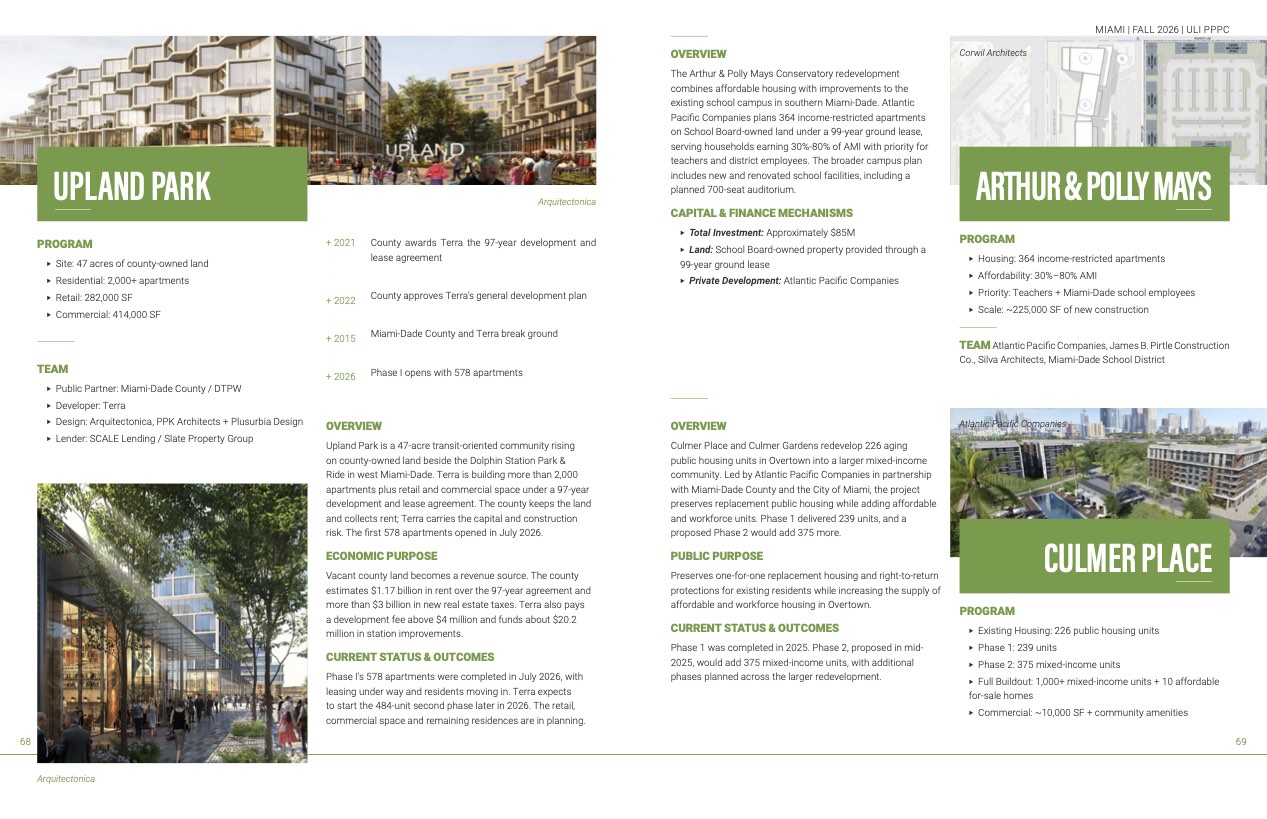 MIAMI | FALL 2026 | ULI PPPC
UPLAND
UPLAND PARK
Arquitectonica
PROGRAM
▸ Site: 47 acres of county-owned land
▸ Residential: 2,000+ apartments
▸ Retail: 282,000 SF
▸ Commercial: 414,000 SF
TEAM
▸ Public Partner: Miami-Dade County / DTPW
▸ Developer: Terra
▸ Design: Arquitectonica, PPK Architects + Plusurbia Design
▸ Lender: SCALE Lending / Slate Property Group
Arquitectonica
68
+ 2021 County awards Terra the 97-year development and
lease agreement
+ 2022 County approves Terra's general development plan
+ 2015 Miami-Dade County and Terra break ground
+ 2026 Phase I opens with 578 apartments
OVERVIEW
Upland Park is a 47-acre transit-oriented community rising
on county-owned land beside the Dolphin Station Park &
Ride in west Miami-Dade. Terra is building more than 2,000
apartments plus retail and commercial space under a 97-year
development and lease agreement. The county keeps the land
and collects rent; Terra carries the capital and construction
risk. The first 578 apartments opened in July 2026.
ECONOMIC PURPOSE
Vacant county land becomes a revenue source. The county
estimates $1.17 billion in rent over the 97-year agreement and
more than $3 billion in new real estate taxes. Terra also pays
a development fee above $4 million and funds about $20.2
million in station improvements.
CURRENT STATUS & OUTCOMES
Phase I's 578 apartments were completed in July 2026, with
leasing under way and residents moving in. Terra expects
to start the 484-unit second phase later in 2026. The retail,
commercial space and remaining residences are in planning.
OVERVIEW
The Arthur & Polly Mays Conservatory redevelopment
combines affordable housing with improvements to the
existing school campus in southern Miami-Dade. Atlantic
Pacific Companies plans 364 income-restricted apartments
on School Board-owned land under a 99-year ground lease,
serving households earning 30%-80% of AMI with priority for
teachers and district employees. The broader campus plan
includes new and renovated school facilities, including a
planned 700-seat auditorium.
CAPITAL & FINANCE MECHANISMS
▸ Total Investment: Approximately $85M
▸ Land: School Board-owned property provided through a
99-year ground lease
▸ Private Development: Atlantic Pacific Companies
Corwil Architects
A
B
C
ARTHUR & POLLY MAYS
PROGRAM
▸ Housing: 364 income-restricted apartments
▸ Affordability: 30%–80% AMI
▸ Priority: Teachers + Miami-Dade school employees
▸ Scale: ~225,000 SF of new construction
TEAM Atlantic Pacific Companies, James B. Pirtle Construction
Co., Silva Architects, Miami-Dade School District
OVERVIEW
Culmer Place and Culmer Gardens redevelop 226 aging
public housing units in Overtown into a larger mixed-income
community. Led by Atlantic Pacific Companies in partnership
with Miami-Dade County and the City of Miami, the project
preserves replacement public housing while adding affordable
and workforce units. Phase 1 delivered 239 units, and a
proposed Phase 2 would add 375 more.
PUBLIC PURPOSE
Preserves one-for-one replacement housing and right-to-return
protections for existing residents while increasing the supply of
affordable and workforce housing in Overtown.
CURRENT STATUS & OUTCOMES
Phase 1 was completed in 2025. Phase 2, proposed in mid-
2025, would add 375 mixed-income units, with additional
phases planned across the larger redevelopment.
Atlantic Pacific Companies
CULMER PLACE
PROGRAM
▸ Existing Housing: 226 public housing units
▸ Phase 1: 239 units
▸ Phase 2: 375 mixed-income units
▸ Full Buildout: 1,000+ mixed-income units + 10 affordable
for-sale homes
▸ Commercial: ~10,000 SF + community amenities
69